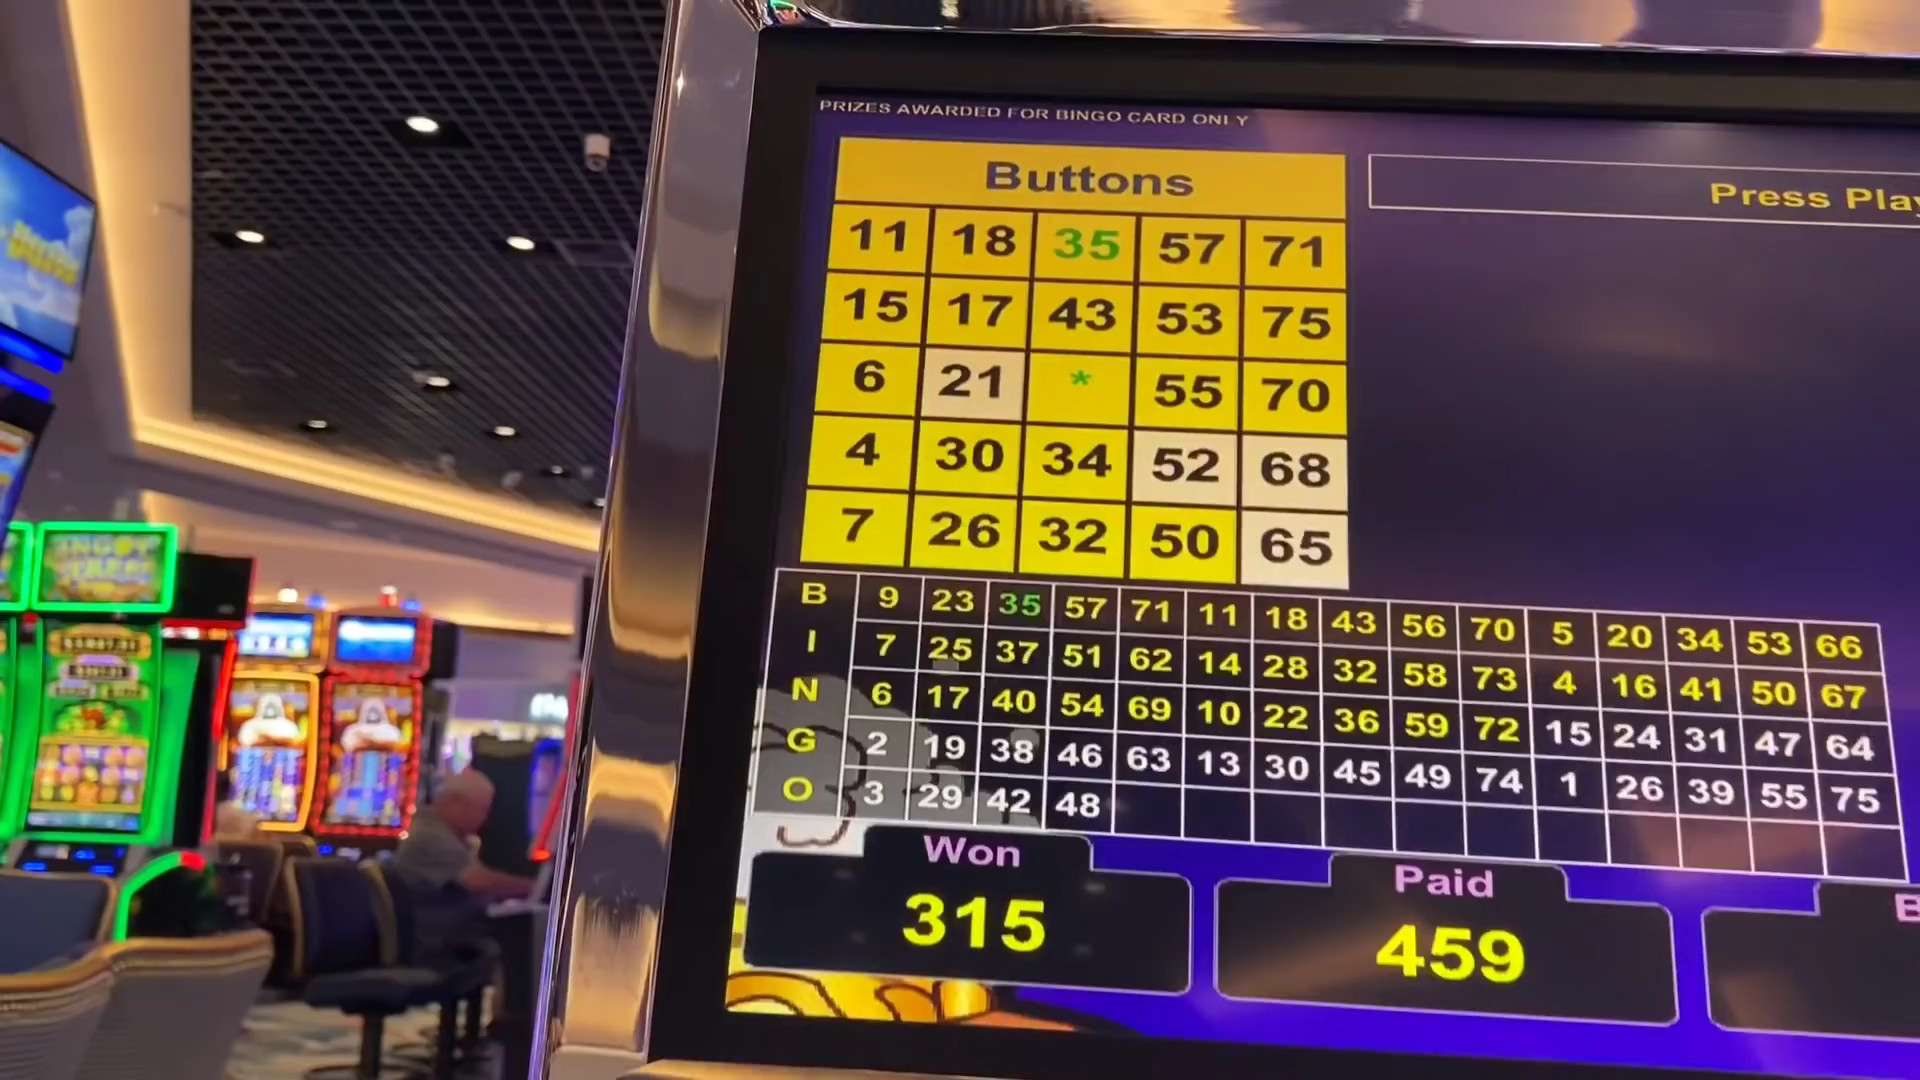 PRIZES AWARDED FOR BINGO CARD ONLY
Buttons
Press Play
11 18 35 57 71
15 17 43 53 75
6 21 * 55 70
4 30 34 52 68
7 26 32 50 65
B 9 23 35 57 71 11 18 43 56 70 5 20 34 53 66
I 7 25 37 51 62 14 28 32 58 73 4 16 41 50 67
N 6 17 40 54 69 10 22 36 59 72 15 24 31 47 64
G 2 19 38 46 63 13 30 45 49 74 1 26 39 55 75
O 3 29 42 48
Won
Paid
B
315
459